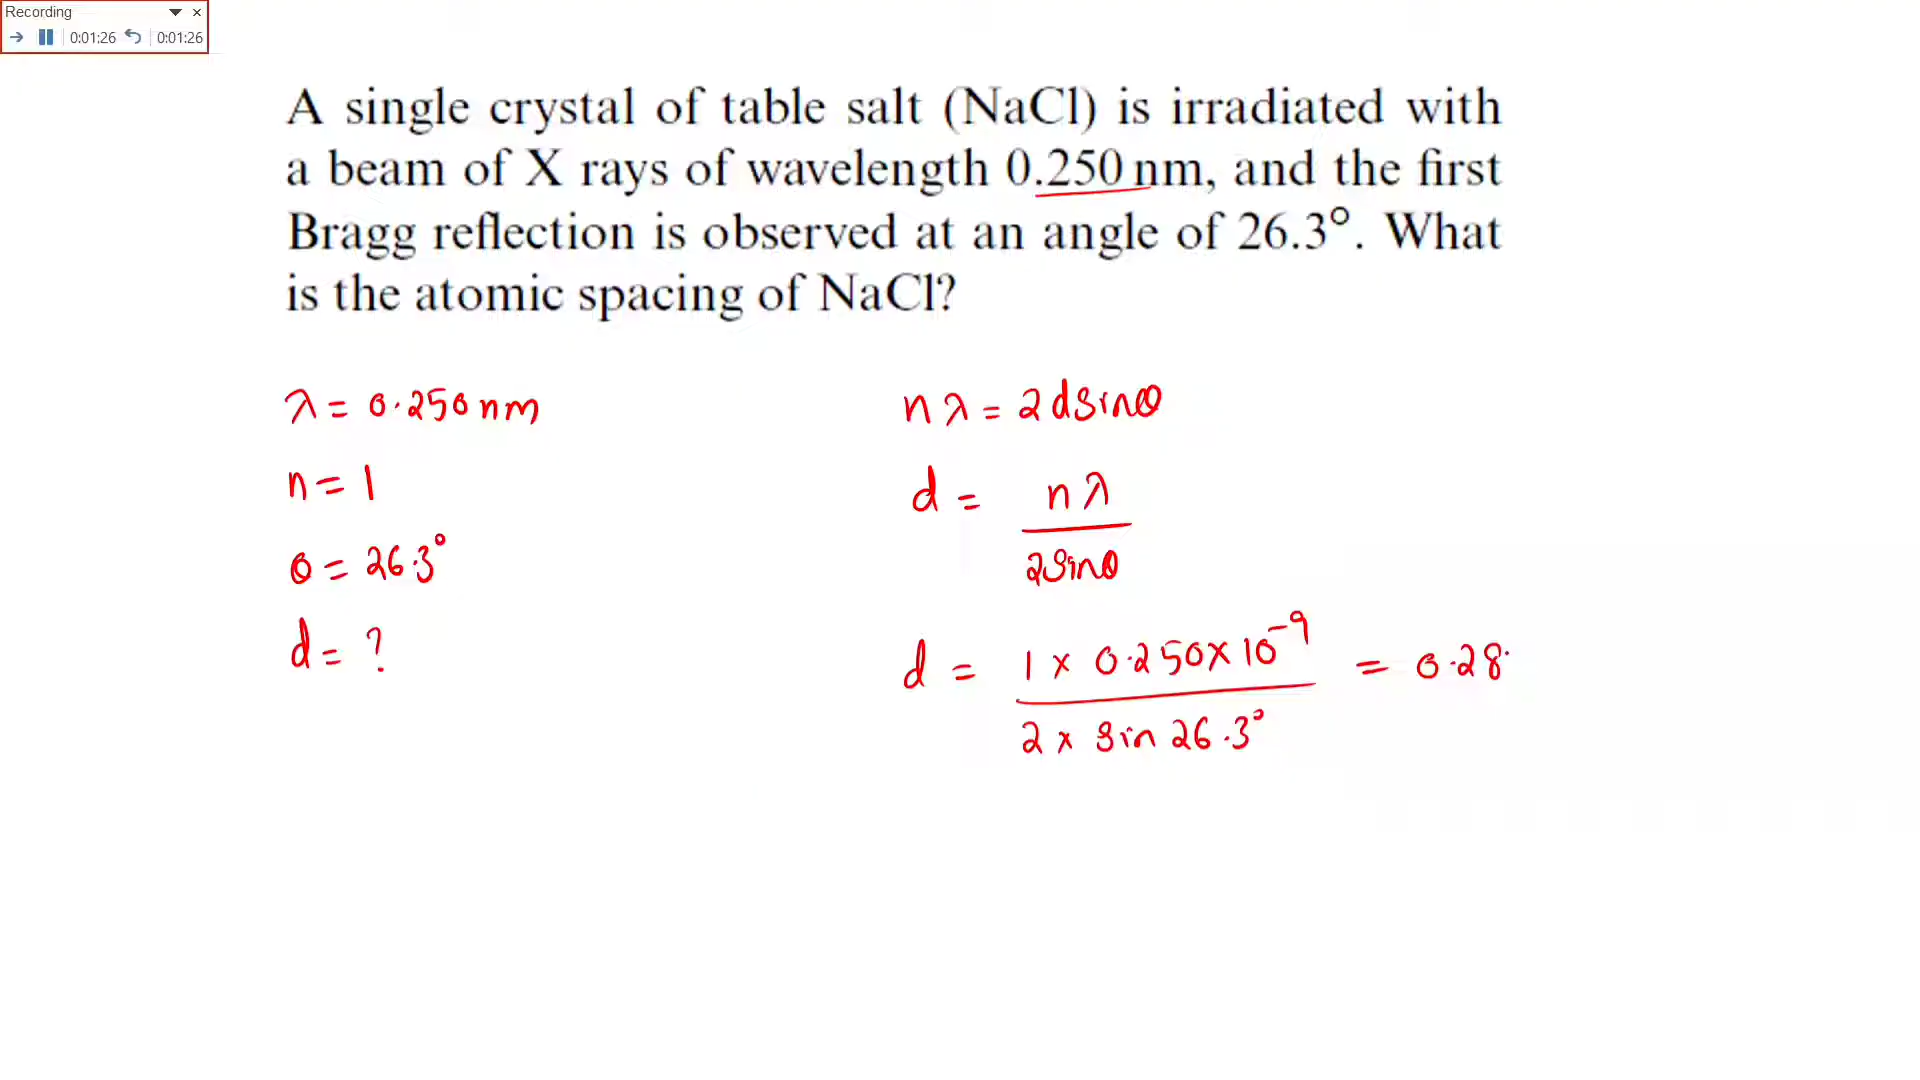 Recording
0:01:26 0:01:26
A single crystal of table salt (NaCl) is irradiated with
a beam of X rays of wavelength 0.250 nm, and the first
Bragg reflection is observed at an angle of 26.3°. What
is the atomic spacing of NaCl?
λ = 0.250 nm
n = 1
θ = 26.3°
d = ?
nλ = 2dsinθ
d = nλ
2sinθ
d = 1 × 0.250×10⁻⁹ = 0.28
2 × sin 26.3°